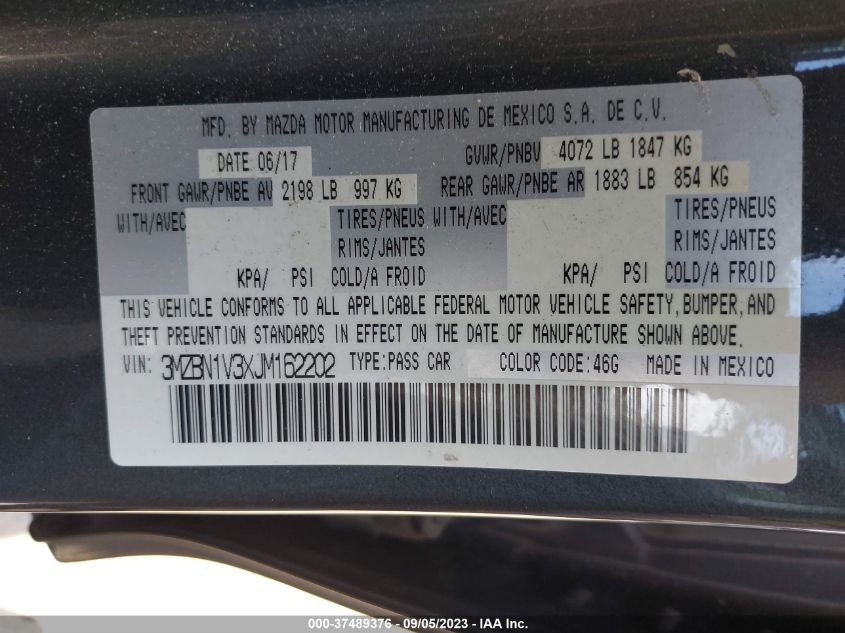 MFD. BY MAZDA MOTOR MANUFACTURING DE MEXICO S.A. DE C.V.
DATE 06/17 GVWR/PNBV 4072 LB 1847 KG
FRONT GAWR/PNBE AV 2198 LB 997 KG REAR GAWR/PNBE AR 1883 LB 854 KG
WITH/AVEC TIRES/PNEUS WITH/AVEC TIRES/PNEUS
RIMS/JANTES RIMS/JANTES
KPA/ PSI COLD/A FROID KPA/ PSI COLD/A FROID
THIS VEHICLE CONFORMS TO ALL APPLICABLE FEDERAL MOTOR VEHICLE SAFETY, BUMPER, AND
THEFT PREVENTION STANDARDS IN EFFECT ON THE DATE OF MANUFACTURE SHOWN ABOVE.
VIN: 3MZBN1V3XJM162202 TYPE:PASS CAR COLOR CODE:46G MADE IN MEXICO
000-37489376 - 09/05/2023 - IAA Inc.